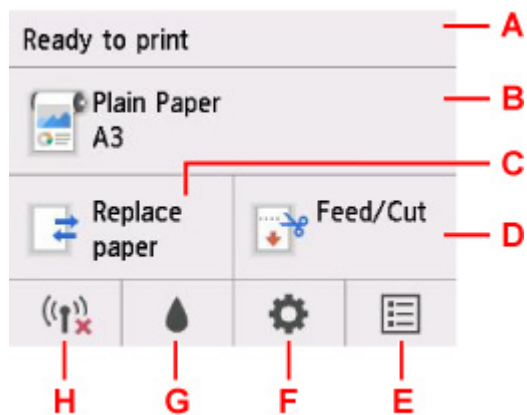 Ready to print
A
Plain Paper
A3
B
C
Replace
paper
Feed/Cut
D
H
G
F
E